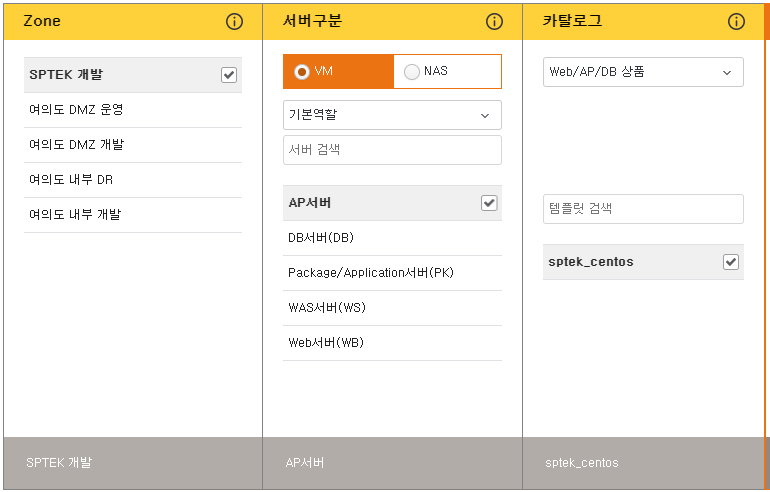 Zone
SPTEK 개발
여의도 DMZ 운영
여의도 DMZ 개발
여의도 내부 DR
여의도 내부 개발
SPTEK 개발
서버구분
VM
NAS
기본역할
서버 검색
AP서버
DB서버(DB)
Package/Application서버(PK)
WAS서버(WS)
Web서버(WB)
AP서버
카탈로그
Web/AP/DB 상품
템플릿 검색
sptek_centos
sptek_centos